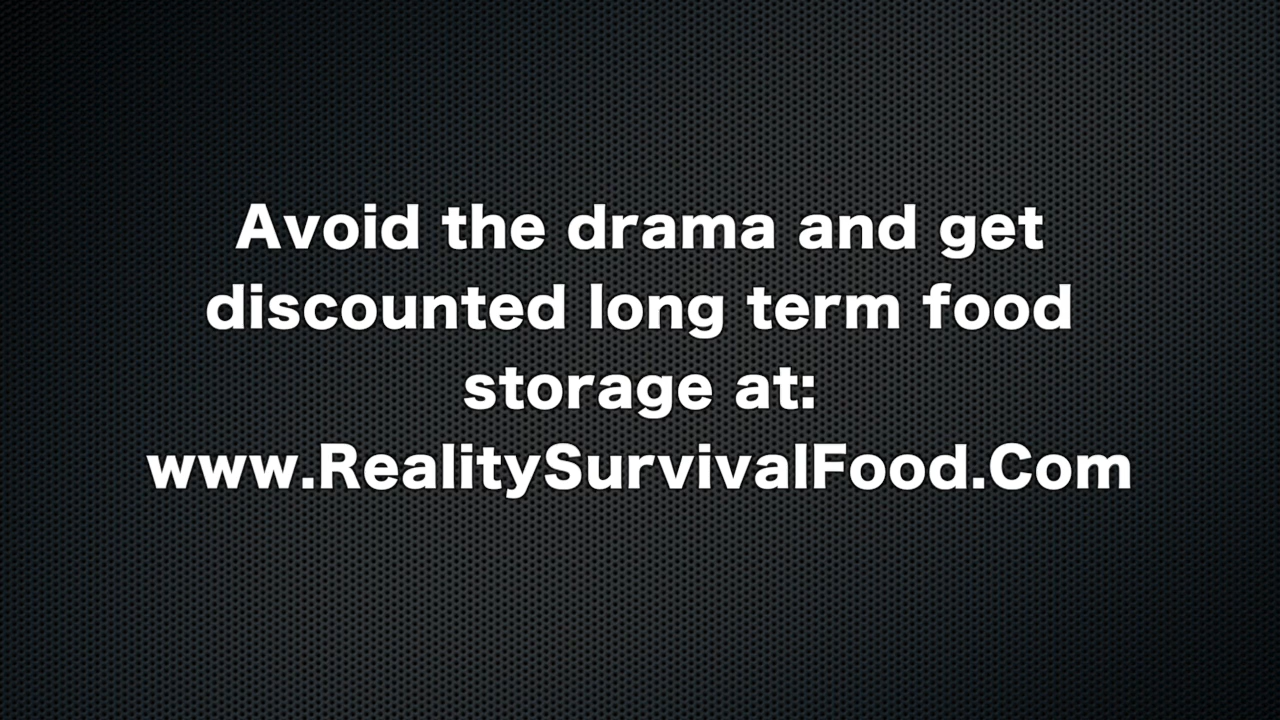 Avoid the drama and get
discounted long term food
storage at:
www.RealitySurvivalFood.Com